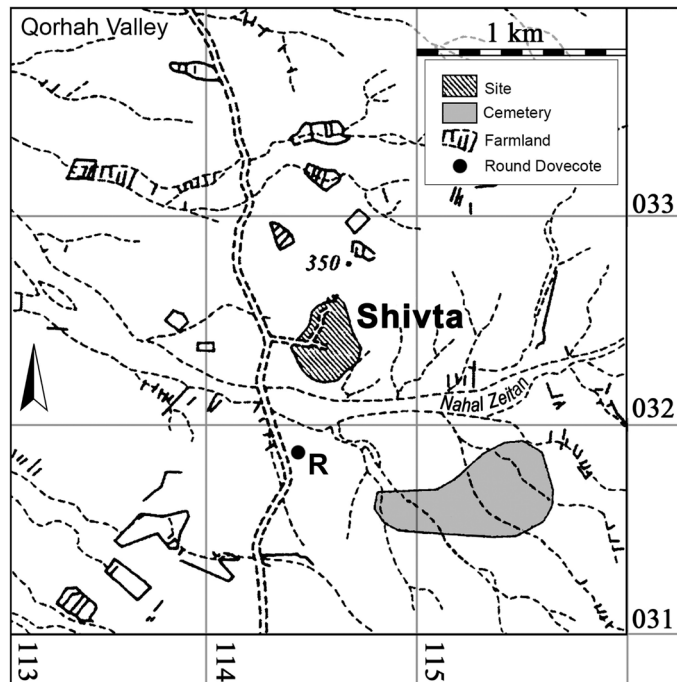 Qorhah Valley
1 km
Site
Cemetery
Farmland
Round Dovecote
033
350
Shivta
Nahal Zeitan
032
R
031
113
114
115